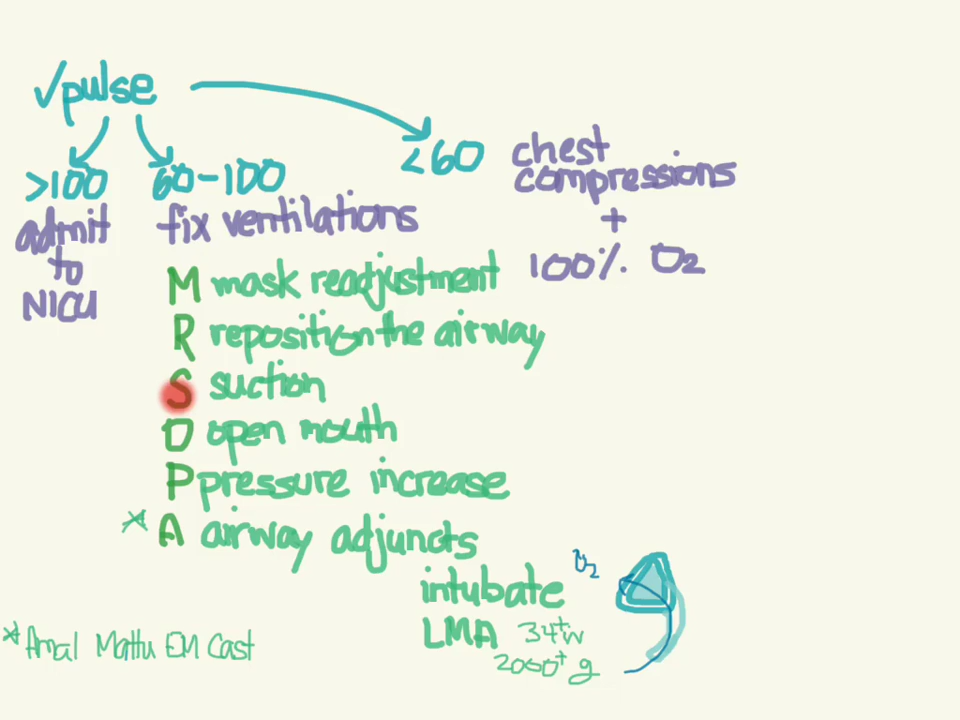 ✓pulse
>100 60-100 <60 chest compressions
admit to NICU
fix ventilations
+
100% O2
M mask readjustment
R reposition the airway
S suction
O open mouth
P pressure increase
* A airway adjuncts
intubate O2
LMA 34+w
2000+ g
* Amal Mattu EM Cast